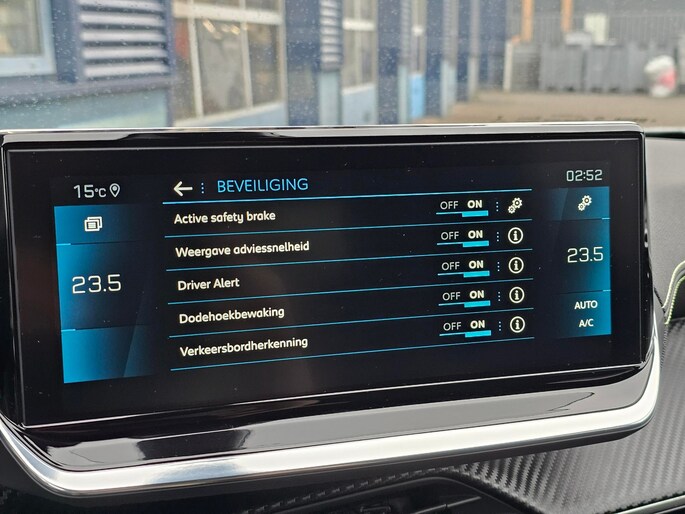 15°C
BEVEILIGING
02:52
Active safety brake OFF ON
Weergave adviessnelheid OFF ON
23.5
Driver Alert OFF ON
23.5
Dodehoekbewaking OFF ON
AUTO
A/C
Verkeersbordherkenning OFF ON